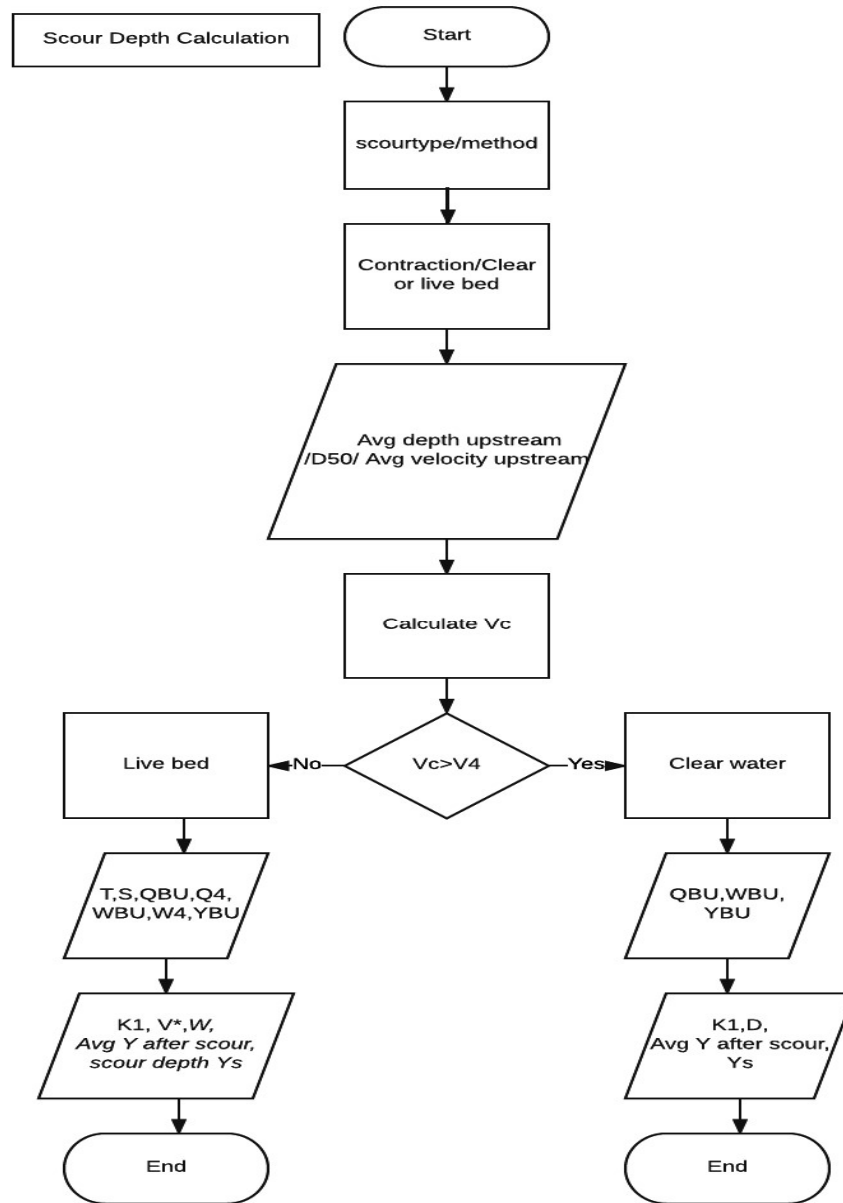 Scour Depth Calculation
Start
scourtype/method
Contraction/Clear
or live bed
Avg depth upstream
/D50/ Avg velocity upstream
Calculate Vc
Live bed
No
Vc>V4
Yes
Clear water
T,S,QBU,Q4,
WBU,W4,YBU
QBU,WBU,
YBU
K1, V*,W,
Avg Y after scour,
scour depth Ys
K1,D,
Avg Y after scour,
Ys
End
End